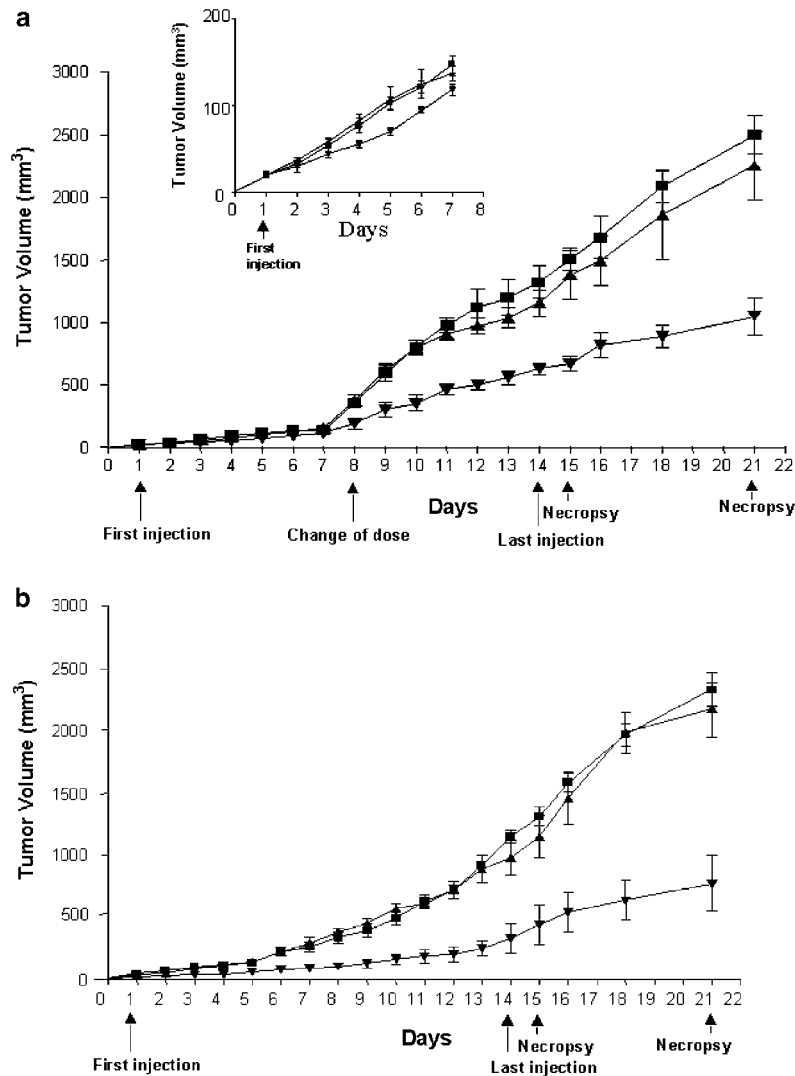 a
200
100
0
Tumor Volume (mm3)
0 1 2 3 4 5 6 7 8
Days
First
injection
3000
2500
2000
1500
1000
500
0
Tumor Volume (mm3)
0 1 2 3 4 5 6 7 8 9 10 11 12 13 14 15 16 17 18 19 20 21 22
Days
First injection
Change of dose
Last injection
Necropsy
Necropsy
b
3000
2500
2000
1500
1000
500
0
Tumor Volume (mm3)
0 1 2 3 4 5 6 7 8 9 10 11 12 13 14 15 16 17 18 19 20 21 22
Days
First injection
Necropsy
Last injection
Necropsy